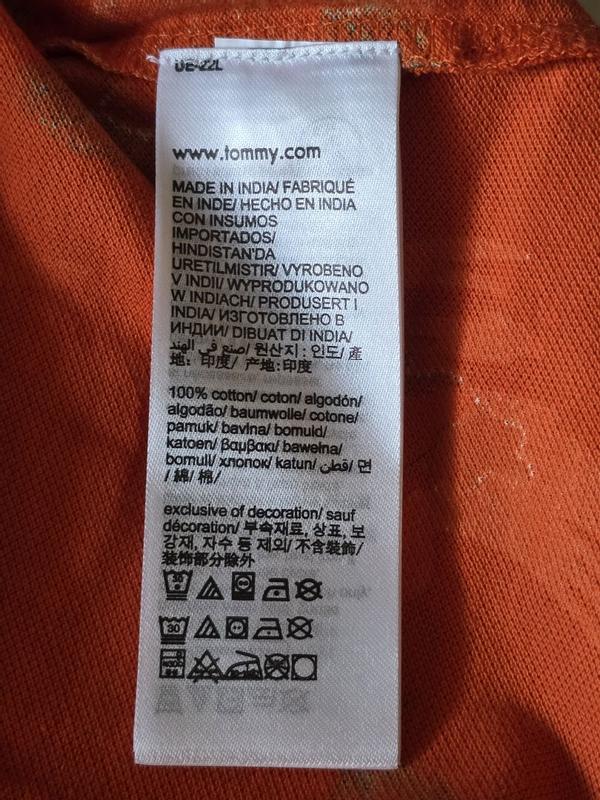 www.tommy.com
MADE IN INDIA/ FABRIQUÉ
EN INDE/ HECHO EN INDIA
CON INSUMOS
IMPORTADOS/
HINDISTAN'DA
URETILMISTIR/ VYROBENO
V INDII/ WYPRODUKOWANO
W INDIACH/ PRODUSERT I
INDIA/ ИЗГОТОВЛЕНО В
ИНДИИ/ DIBUAT DI INDIA/
صنع في الهند/ 원산지 : 인도/ 產
地: 印度/ 产地:印度
100% cotton/ coton/ algodón/
algodão/ baumwolle/ cotone/
pamuk/ bavlna/ bomuld/
katoen/ βαμβακι/ bawełna/
bomull/ хлопок/ katun/ قطن/ 면
/ 綿/ 棉/
exclusive of decoration/ sauf
décoration/ 부속재료, 상표, 보
강재, 자수 등 제외/ 不含裝飾/
装饰部分除外
30
30